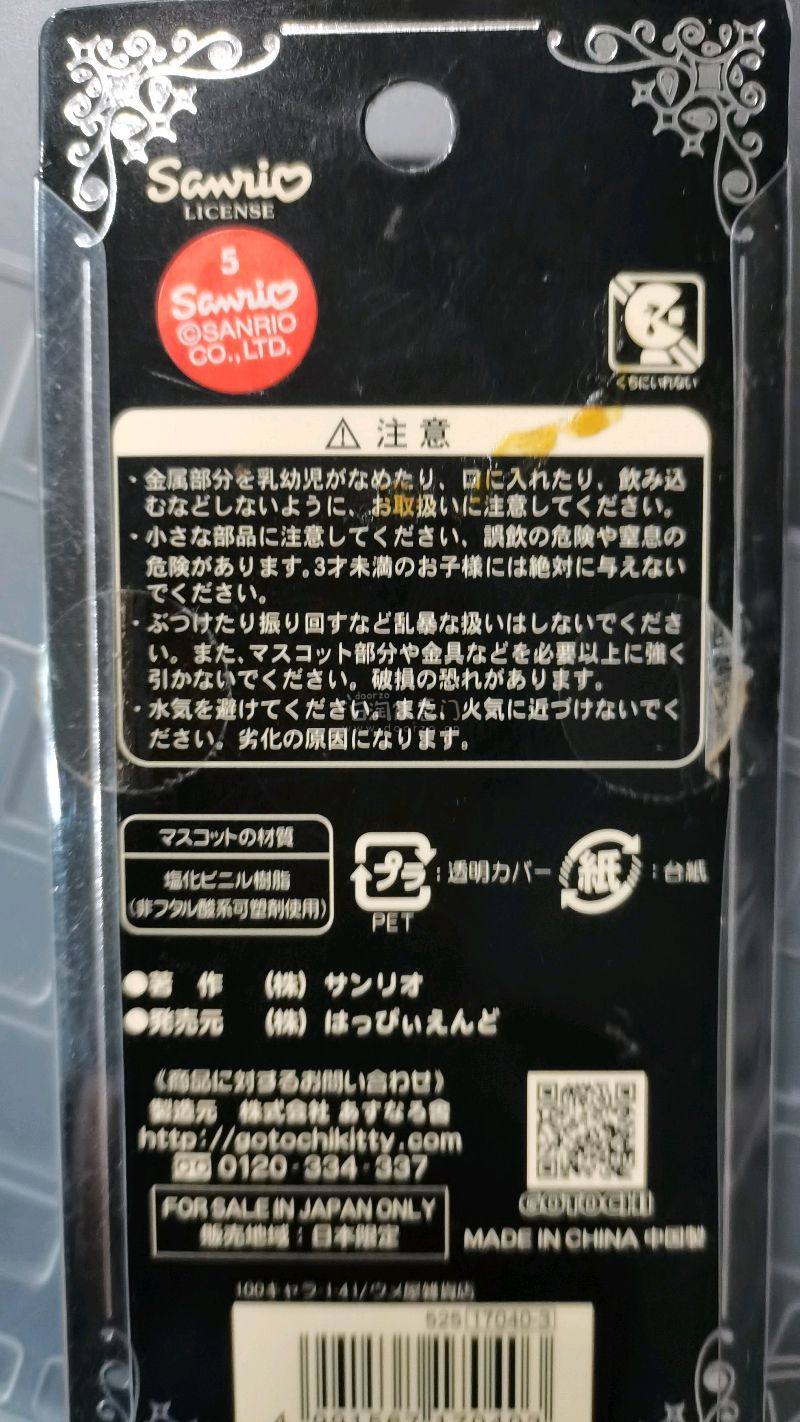 Sanrio
LICENSE
5
Sanrio
©SANRIO
CO., LTD.
くちにいれない
⚠ 注意
・金属部分を乳幼児がなめたり、口に入れたり、飲み込
むなどしないように、お取扱いに注意してください。
・小さな部品に注意してください、誤飲の危険や窒息の
危険があります。3才未満のお子様には絶対に与えない
でください。
・ぶつけたり振り回すなど乱暴な扱いはしないでくださ
い。また、マスコット部分や金具などを必要以上に強く
引かないでください。破損の恐れがあります。
・水気を避けてください。また、火気に近づけないでく
ださい。劣化の原因になります。
doorzo
マスコットの材質
塩化ビニル樹脂
(非フタル酸系可塑剤使用)
プラ:透明カバー 紙:台紙
PET
●著 作 (株) サンリオ
●発売元 (株) はっぴぃえんど
《商品に対するお問い合わせ》
製造元 株式会社 あすなろ舎
http://gotochikitty.com
0120-334-337
GOTOCHI
FOR SALE IN JAPAN ONLY
販売地域:日本限定
MADE IN CHINA 中国製
100キャラ 141/ウメ屋雑貨店
525 17040-3